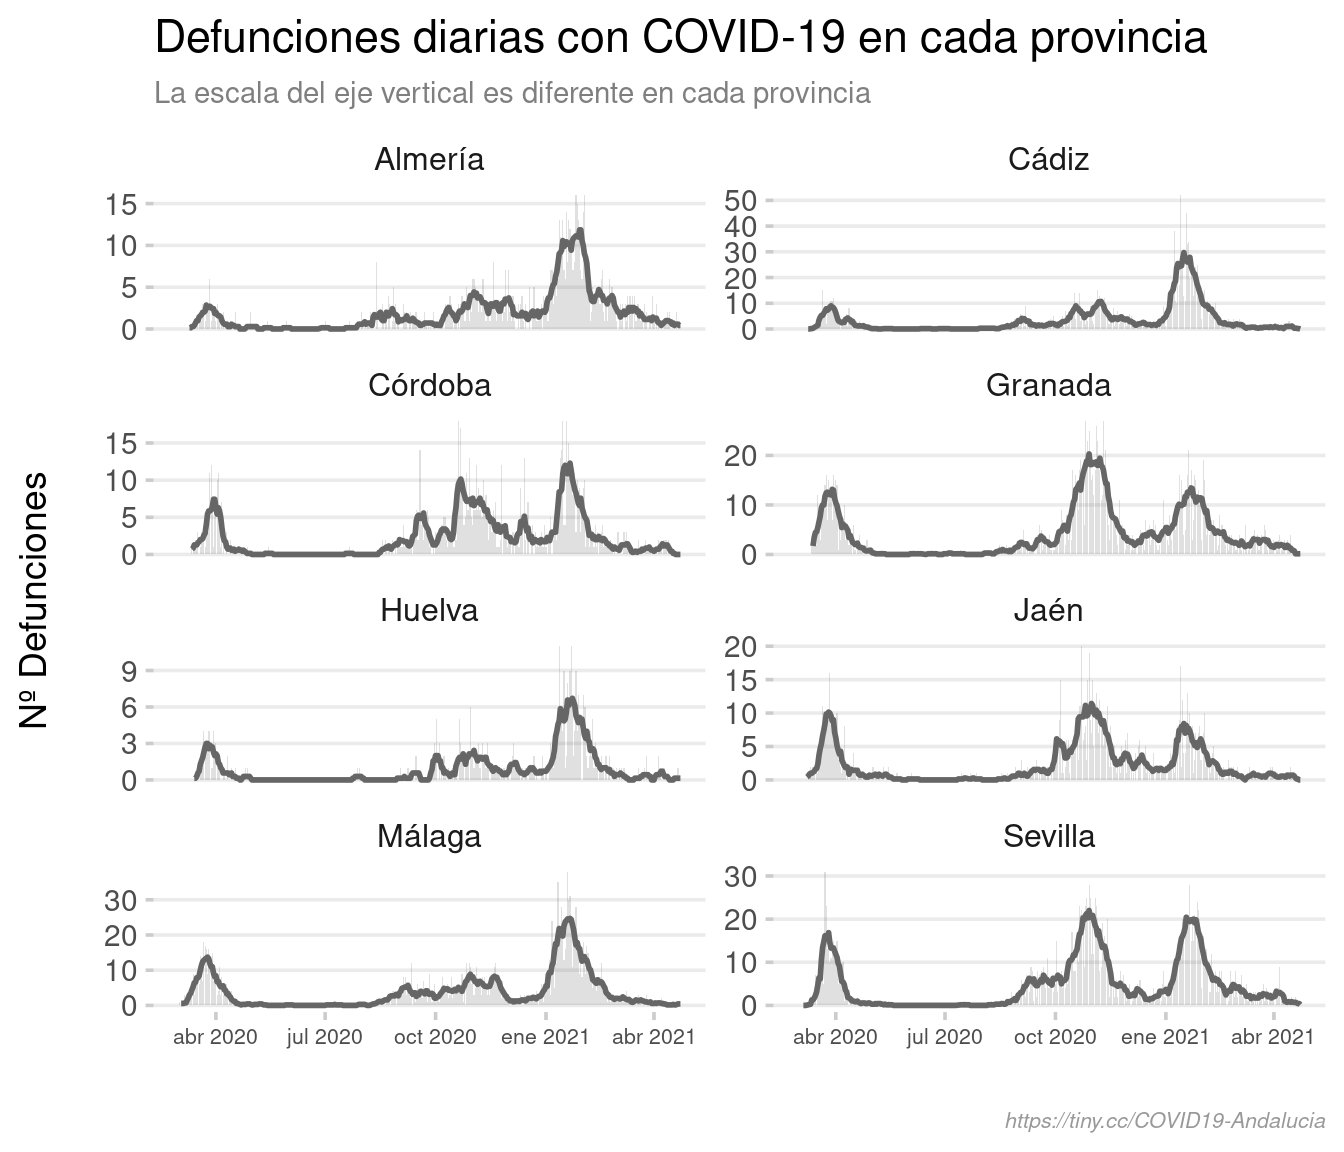 Defunciones diarias con COVID-19 en cada provincia
La escala del eje vertical es diferente en cada provincia
Nº Defunciones
Almería
15
10
5
0
Cádiz
50
40
30
20
10
0
Córdoba
15
10
5
0
Granada
20
10
0
Huelva
9
6
3
0
Jaén
20
15
10
5
0
Málaga
30
20
10
0
Sevilla
30
20
10
0
abr 2020 jul 2020 oct 2020 ene 2021 abr 2021
abr 2020 jul 2020 oct 2020 ene 2021 abr 2021
https://tiny.cc/COVID19-Andalucia